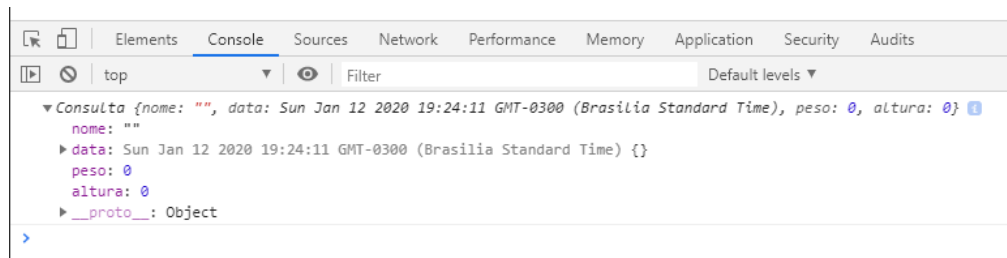 Elements Console Sources Network Performance Memory Application Security Audits
top ▼ Filter Default levels ▼
▼Consulta {nome: "", data: Sun Jan 12 2020 19:24:11 GMT-0300 (Brasilia Standard Time), peso: 0, altura: 0} i
nome: ""
▶data: Sun Jan 12 2020 19:24:11 GMT-0300 (Brasilia Standard Time) {}
peso: 0
altura: 0
▶__proto__: Object
>